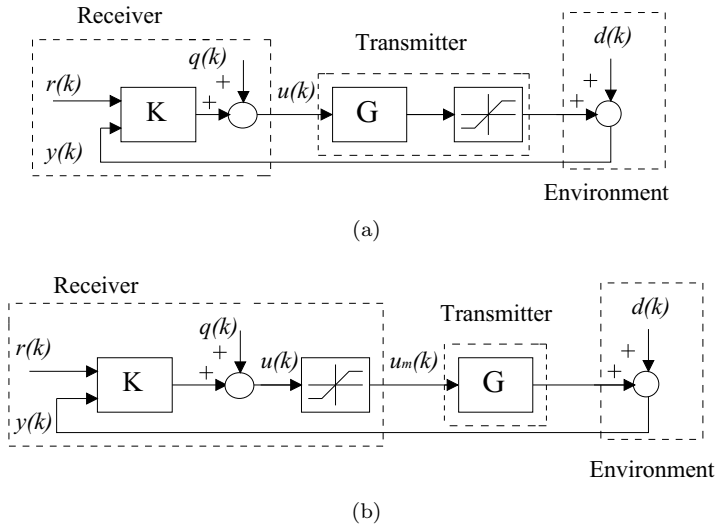 Receiver
Transmitter
d(k)
q(k)
r(k)
+
+
u(k)
+
+
K
G
y(k)
Environment
(a)
Receiver
Transmitter
d(k)
q(k)
r(k)
+
+
u(k)
um(k)
+
+
K
G
y(k)
Environment
(b)